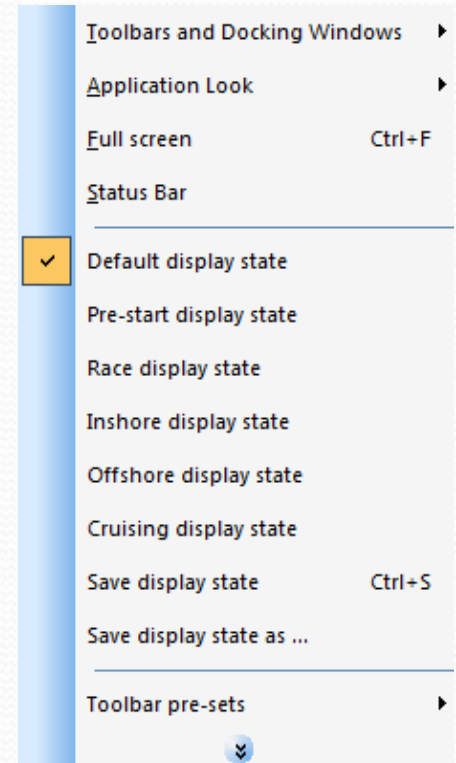 Toolbars and Docking Windows
Application Look
Full screen Ctrl+F
Status Bar
Default display state
Pre-start display state
Race display state
Inshore display state
Offshore display state
Cruising display state
Save display state Ctrl+S
Save display state as ...
Toolbar pre-sets